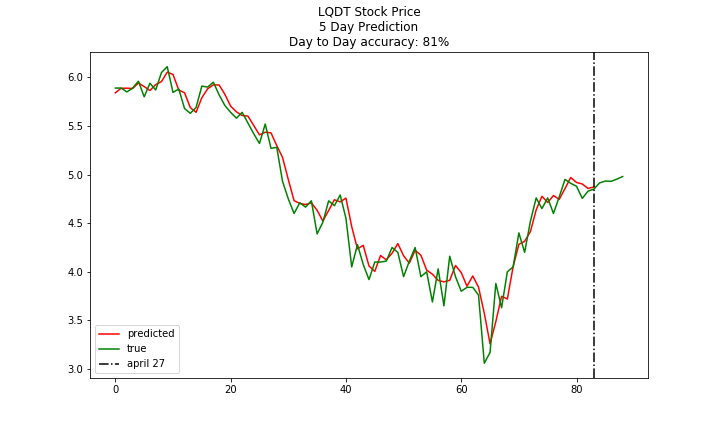 LQDT Stock Price
5 Day Prediction
Day to Day accuracy: 81%
6.0
5.5
5.0
4.5
4.0
3.5
3.0
predicted
true
april 27
0 20 40 60 80